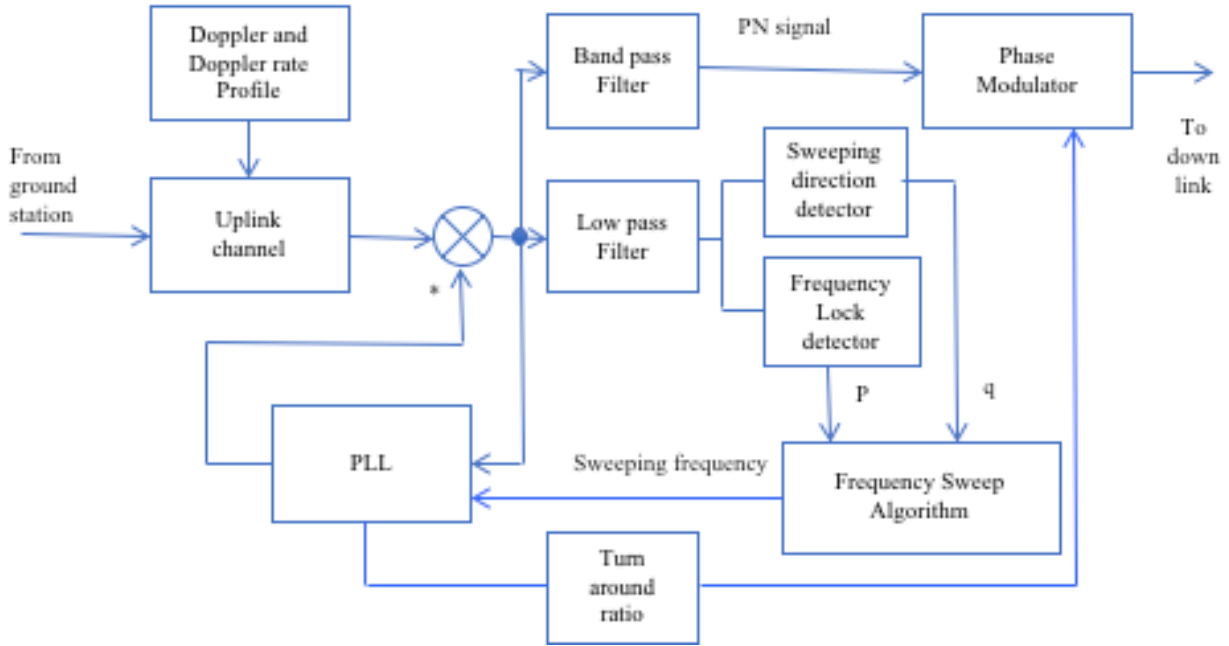 Doppler and
Doppler rate
Profile
Band pass
Filter
PN signal
Phase
Modulator
From
ground
station
Uplink
channel
*
Low pass
Filter
Sweeping
direction
detector
To
down
link
Frequency
Lock
detector
P
q
PLL
Sweeping frequency
Frequency Sweep
Algorithm
Turn
around
ratio